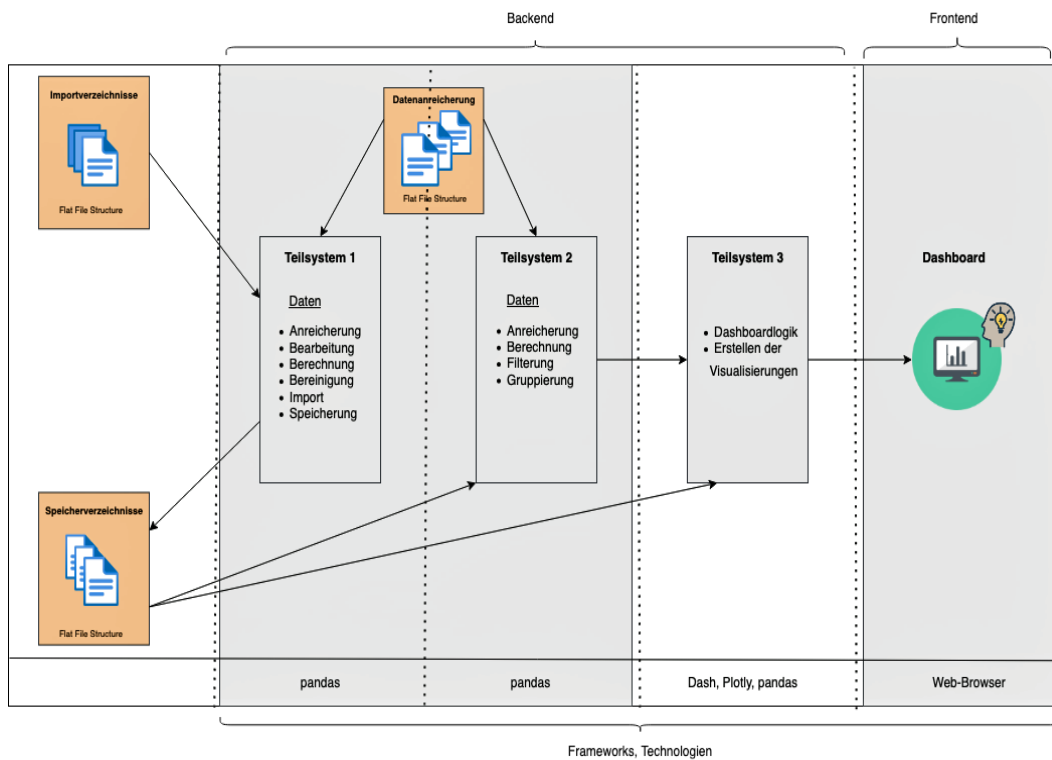 Backend
Frontend
Importverzeichnisse
Flat File Structure
Datenanreicherung
Flat File Structure
Teilsystem 1
Daten
• Anreicherung
• Bearbeitung
• Berechnung
• Bereinigung
• Import
• Speicherung
Teilsystem 2
Daten
• Anreicherung
• Berechnung
• Filterung
• Gruppierung
Teilsystem 3
• Dashboardlogik
• Erstellen der
Visualisierungen
Dashboard
Speicherverzeichnisse
Flat File Structure
pandas
pandas
Dash, Plotly, pandas
Web-Browser
Frameworks, Technologien